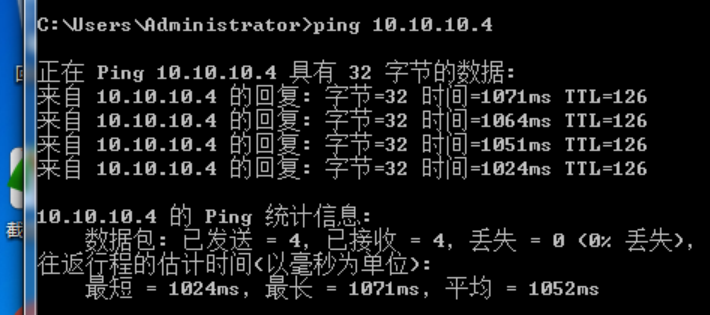 C:\Users\Administrator>ping 10.10.10.4
正在 Ping 10.10.10.4 具有 32 字节的数据:
来自 10.10.10.4 的回复: 字节=32 时间=1071ms TTL=126
来自 10.10.10.4 的回复: 字节=32 时间=1064ms TTL=126
来自 10.10.10.4 的回复: 字节=32 时间=1051ms TTL=126
来自 10.10.10.4 的回复: 字节=32 时间=1024ms TTL=126
10.10.10.4 的 Ping 统计信息:
数据包: 已发送 = 4, 已接收 = 4, 丢失 = 0 (0% 丢失),
往返行程的估计时间(以毫秒为单位):
最短 = 1024ms, 最长 = 1071ms, 平均 = 1052ms
截